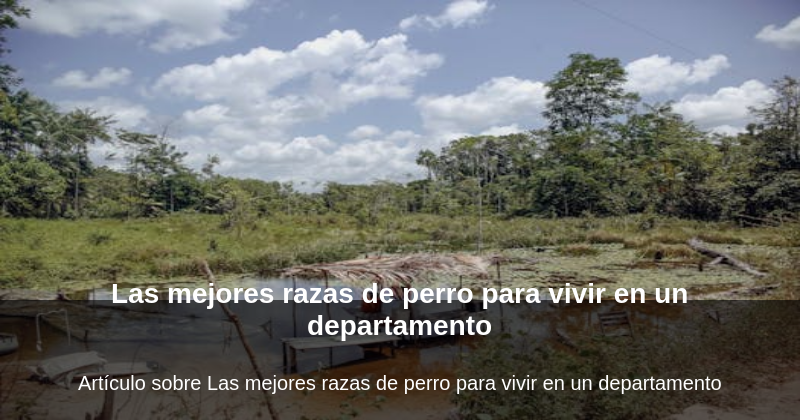 Las mejores razas de perro para vivir en un
departamento
Artículo sobre Las mejores razas de perro para vivir en un departamento